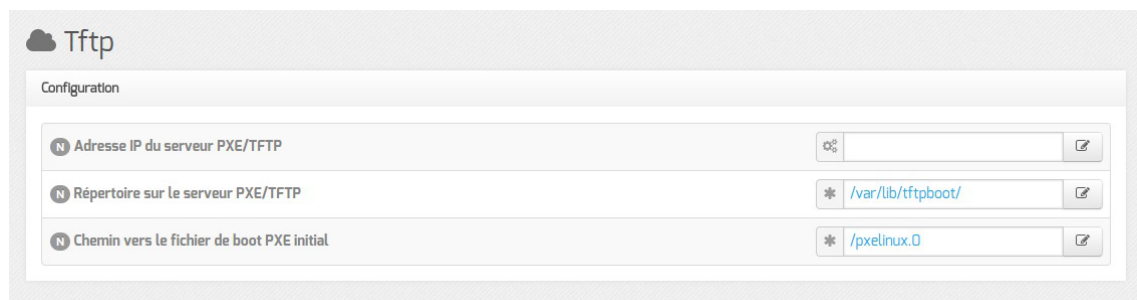 Tftp
Configuration
N Adresse IP du serveur PXE/TFTP
N Répertoire sur le serveur PXE/TFTP * /var/lib/tftpboot/
N Chemin vers le fichier de boot PXE initial * /pxelinux.0